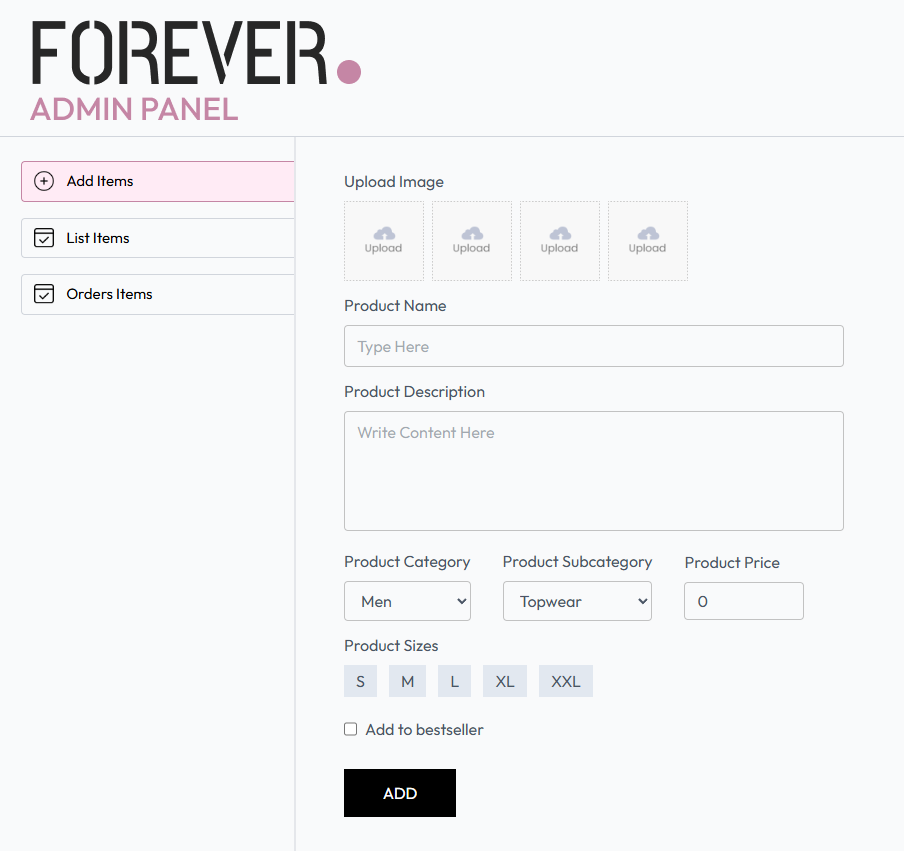 FOREVER.
ADMIN PANEL
Add Items
List Items
Orders Items
Upload Image
Upload Upload Upload Upload
Product Name
Type Here
Product Description
Write Content Here
Product Category Product Subcategory Product Price
Men Topwear 0
Product Sizes
S M L XL XXL
Add to bestseller
ADD